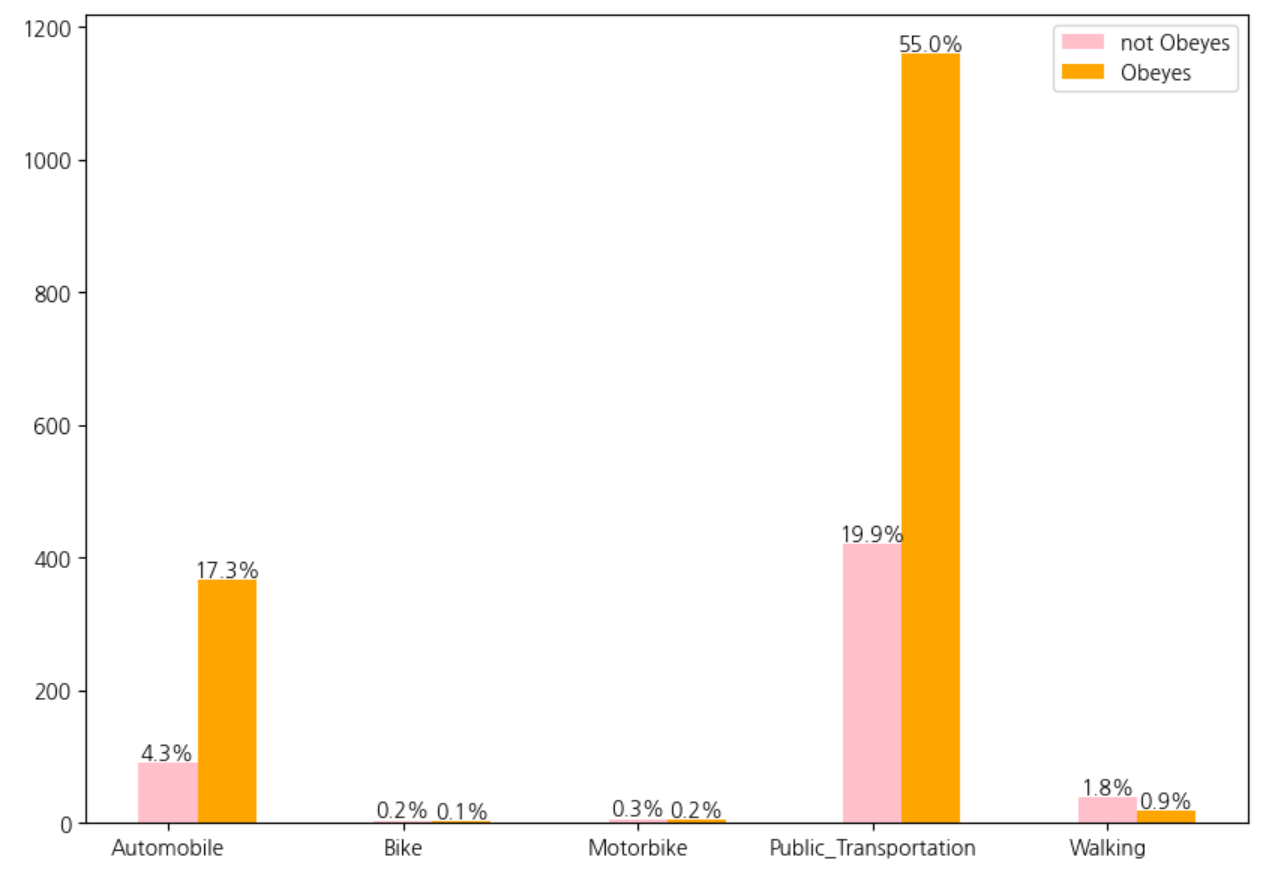 1200
1000
800
600
400
200
0
not Obeyes
Obeyes
4.3%
17.3%
0.2%
0.1%
0.3%
0.2%
19.9%
55.0%
1.8%
0.9%
Automobile
Bike
Motorbike
Public_Transportation
Walking